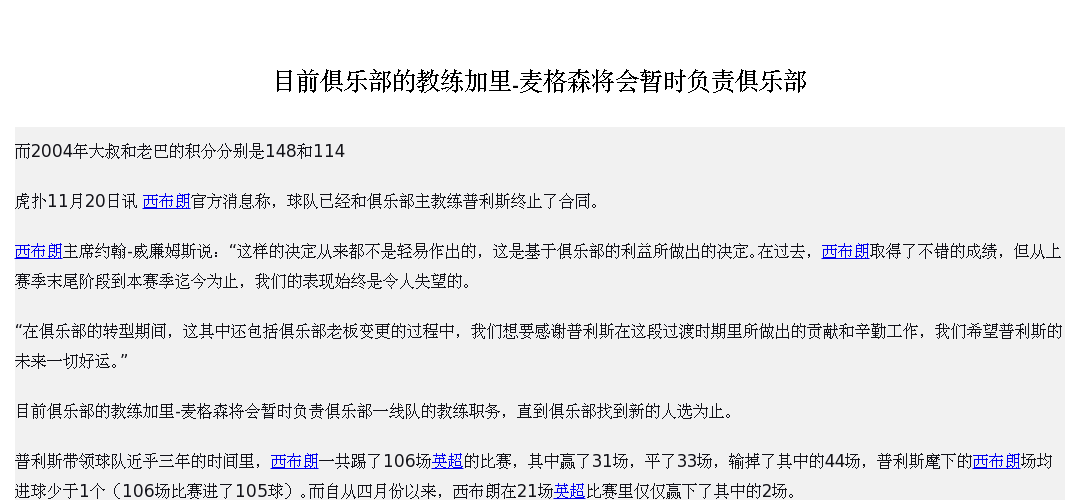 目前俱乐部的教练加里-麦格森将会暂时负责俱乐部
而2004年大叔和老巴的积分分别是148和114
虎扑11月20日讯 西布朗官方消息称，球队已经和俱乐部主教练普利斯终止了合同。
西布朗主席约翰-威廉姆斯说：“这样的决定从来都不是轻易作出的，这是基于俱乐部的利益所做出的决定。在过去，西布朗取得了不错的成绩，但从上
赛季末尾阶段到本赛季迄今为止，我们的表现始终是令人失望的。
“在俱乐部的转型期间，这其中还包括俱乐部老板变更的过程中，我们想要感谢普利斯在这段过渡时期里所做出的贡献和辛勤工作，我们希望普利斯的
未来一切好运。”
目前俱乐部的教练加里-麦格森将会暂时负责俱乐部一线队的教练职务，直到俱乐部找到新的人选为止。
普利斯带领球队近乎三年的时间里，西布朗一共踢了106场英超的比赛，其中赢了31场，平了33场，输掉了其中的44场，普利斯麾下的西布朗场均
进球少于1个（106场比赛进了105球）。而自从四月份以来，西布朗在21场英超比赛里仅仅赢下了其中的2场。